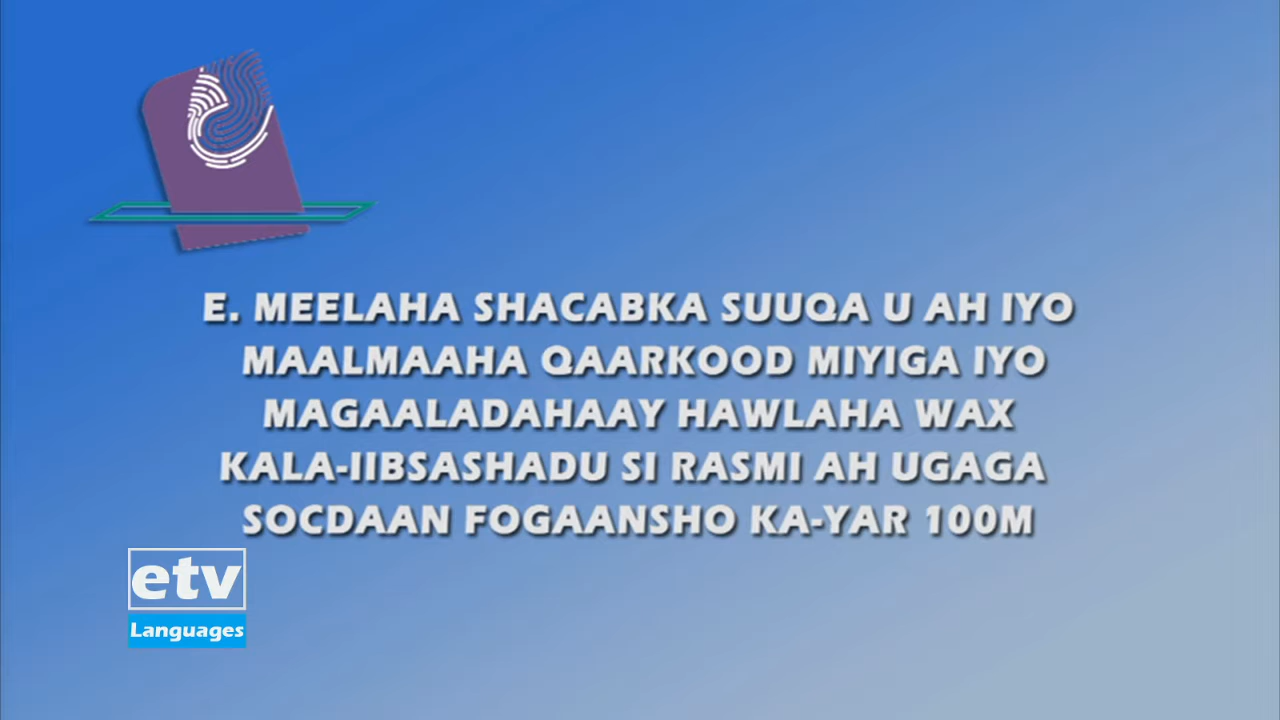 E. MEELAHA SHACABKA SUUQA U AH IYO
MAALMAAHA QAARKOOD MIYIGA IYO
MAGAALADAHAAY HAWLAHA WAX
KALA-IIBSASHADU SI RASMI AH UGAGA
SOCDAAN FOGAANSHO KA-YAR 100M
etv
Languages